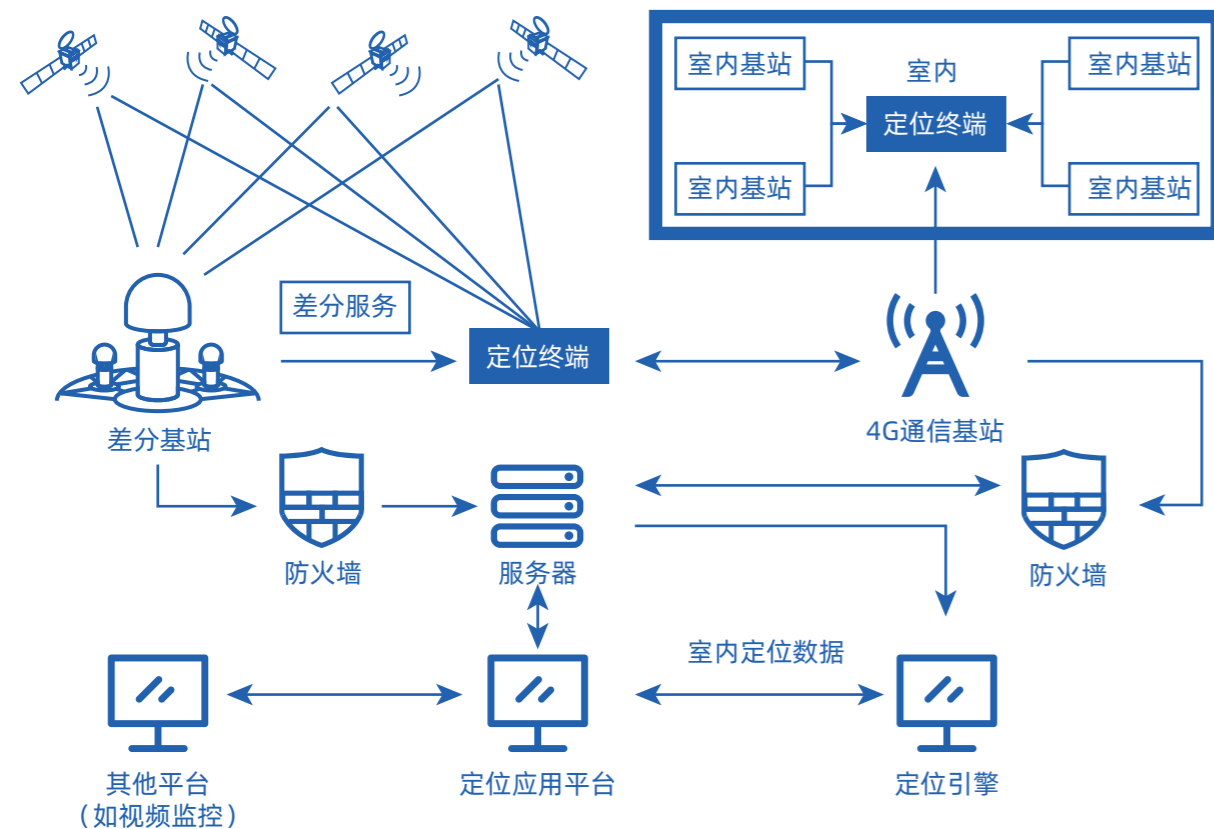 室内基站
室内
室内基站
定位终端
室内基站
室内基站
差分服务
定位终端
差分基站
4G通信基站
防火墙
服务器
防火墙
室内定位数据
其他平台
（如视频监控）
定位应用平台
定位引擎